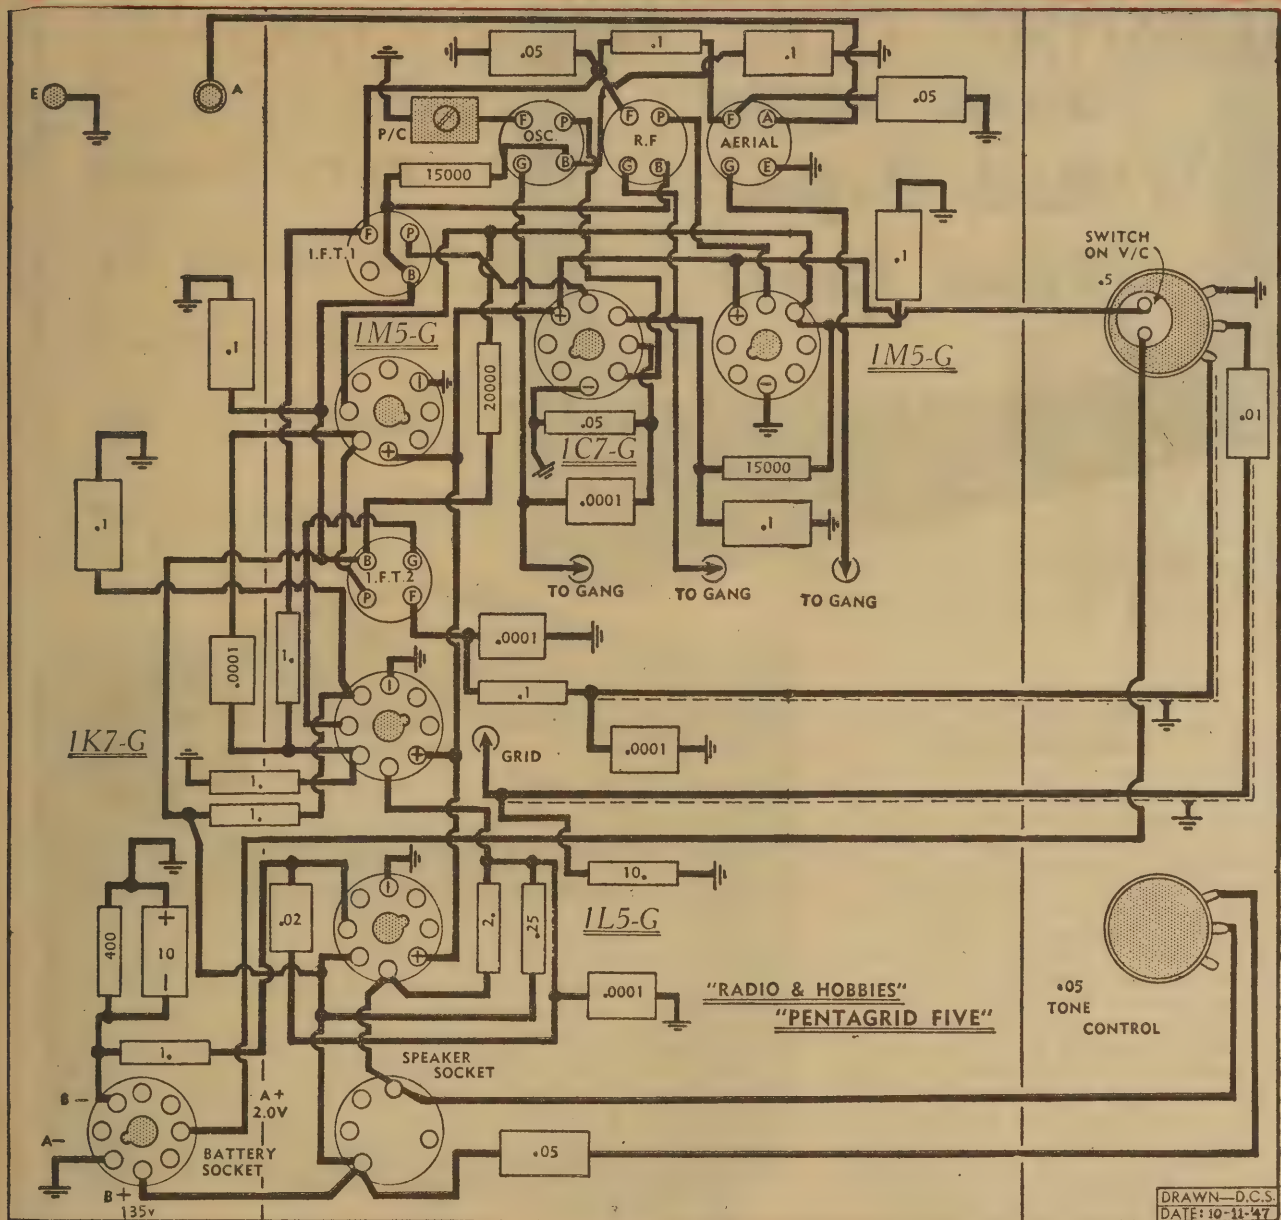 .05
.1
.1
E
A
P/C
F
P
OSC.
G
B
F
P
R.F
G
B
F
A
AERIAL
G
E
.05
15000
F
P
I.F.T.1
B
.1
SWITCH
ON V/C
.5
1M5-G
1M5-G
.1
20000
.05
1C7-G
15000
.01
.0001
.1
.1
B
G
I.F.T.2
P
F
TO GANG
TO GANG
TO GANG
.0001
.0001
1.
.1
1K7-G
GRID
.0001
1.
1.
10.
400
+
10
−
.02
2.
.25
1L5-G
.0001
"RADIO & HOBBIES"
"PENTAGRID FIVE"
.05
TONE
CONTROL
1.
SPEAKER
SOCKET
B −
A +
2.0V
A−
BATTERY
SOCKET
.05
B +
135v
DRAWN—D.C.S.
DATE: 10-11-'47